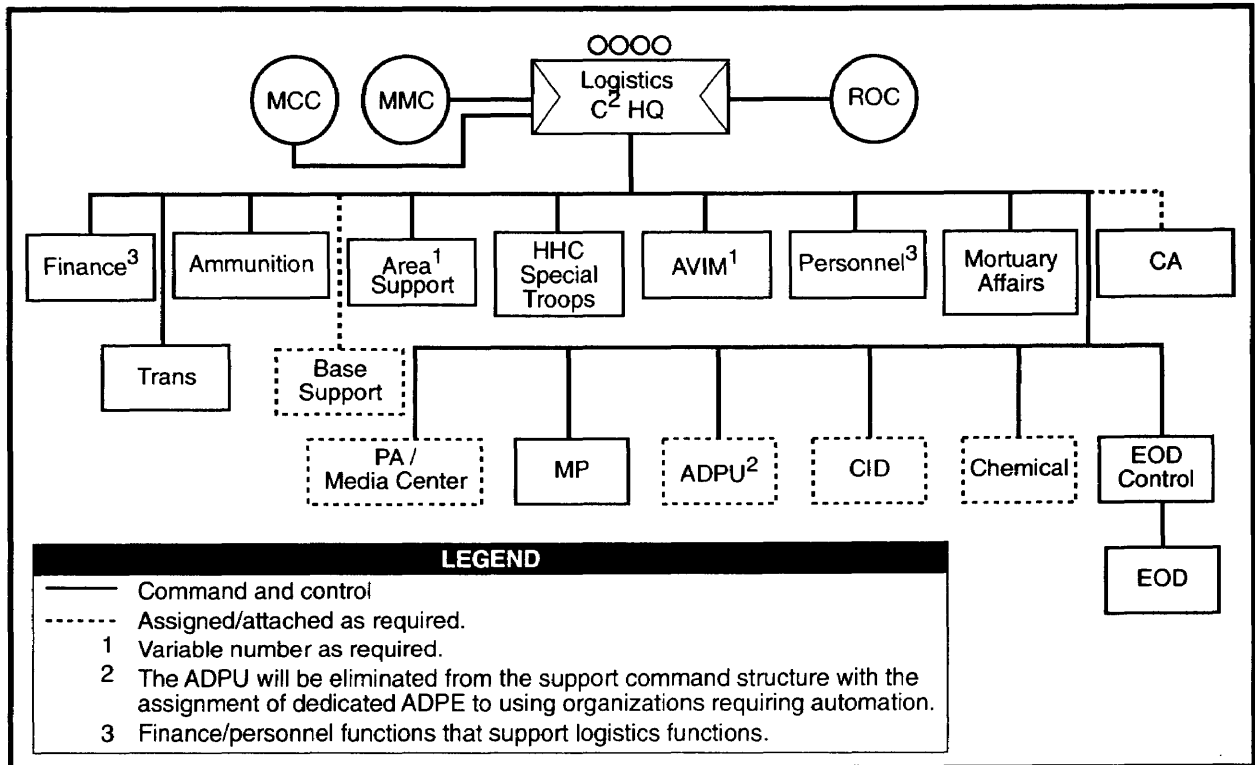 OOOO
Logistics
C² HQ
MCC
MMC
ROC
Finance³
Ammunition
Area¹
Support
HHC
Special
Troops
AVIM¹
Personnel³
Mortuary
Affairs
CA
Trans
Base
Support
PA /
Media Center
MP
ADPU²
CID
Chemical
EOD
Control
EOD
LEGEND
Command and control
Assigned/attached as required.
1 Variable number as required.
2 The ADPU will be eliminated from the support command structure with the
assignment of dedicated ADPE to using organizations requiring automation.
3 Finance/personnel functions that support logistics functions.